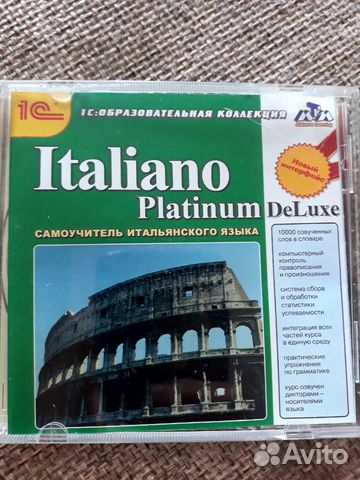 1С:ОБРАЗОВАТЕЛЬНАЯ КОЛЛЕКЦИЯ
1С
Новый
интерфейс
Italiano
Platinum DeLuxe
САМОУЧИТЕЛЬ ИТАЛЬЯНСКОГО ЯЗЫКА
10000 озвученных
слов в словаре
компьютерный
контроль
правописания и
произношения
система сбора
и обработки
статистики
успеваемости
интеграция всех
частей курса
в единую среду
практические
упражнения
по грамматике
курс озвучен
дикторами –
носителями
языка
Avito